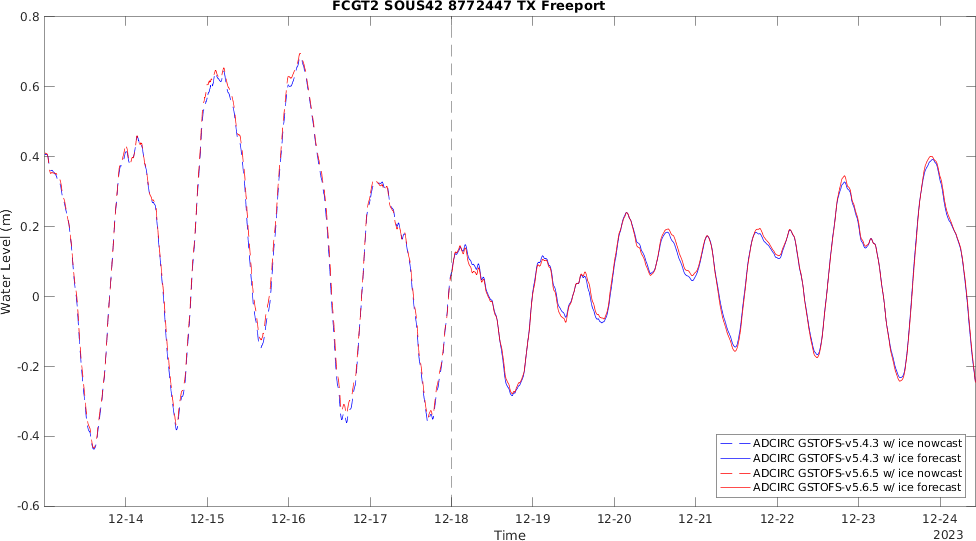 FCGT2 SOUS42 8772447 TX Freeport
0.8
0.6
0.4
0.2
0
-0.2
-0.4
-0.6
Water Level (m)
12-14 12-15 12-16 12-17 12-18 12-19 12-20 12-21 12-22 12-23 12-24
Time
2023
ADCIRC GSTOFS-v5.4.3 w/ ice nowcast
ADCIRC GSTOFS-v5.4.3 w/ ice forecast
ADCIRC GSTOFS-v5.6.5 w/ ice nowcast
ADCIRC GSTOFS-v5.6.5 w/ ice forecast